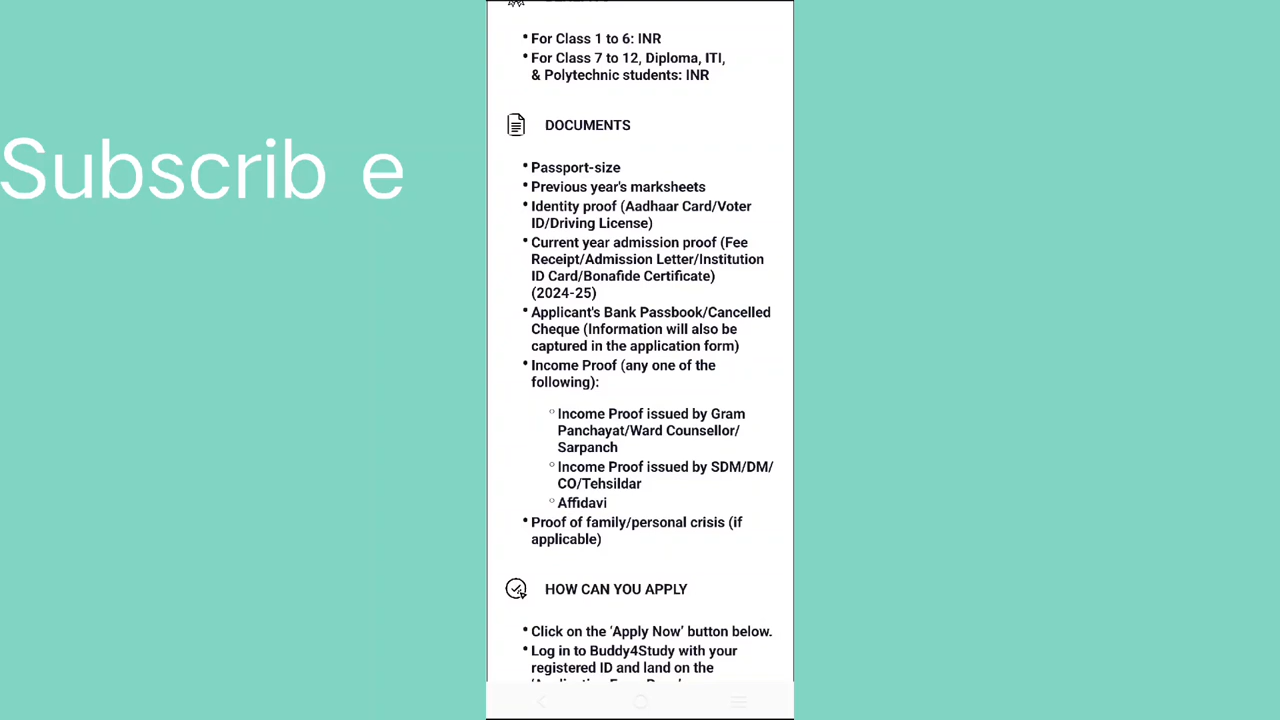 • For Class 1 to 6: INR
• For Class 7 to 12, Diploma, ITI,
& Polytechnic students: INR
DOCUMENTS
• Passport-size
• Previous year's marksheets
• Identity proof (Aadhaar Card/Voter
ID/Driving License)
• Current year admission proof (Fee
Receipt/Admission Letter/Institution
ID Card/Bonafide Certificate)
(2024-25)
• Applicant's Bank Passbook/Cancelled
Cheque (Information will also be
captured in the application form)
• Income Proof (any one of the
following):
○ Income Proof issued by Gram
Panchayat/Ward Counsellor/
Sarpanch
○ Income Proof issued by SDM/DM/
CO/Tehsildar
○ Affidavi
• Proof of family/personal crisis (if
applicable)
HOW CAN YOU APPLY
• Click on the ‘Apply Now’ button below.
• Log in to Buddy4Study with your
registered ID and land on the
Subscrib e